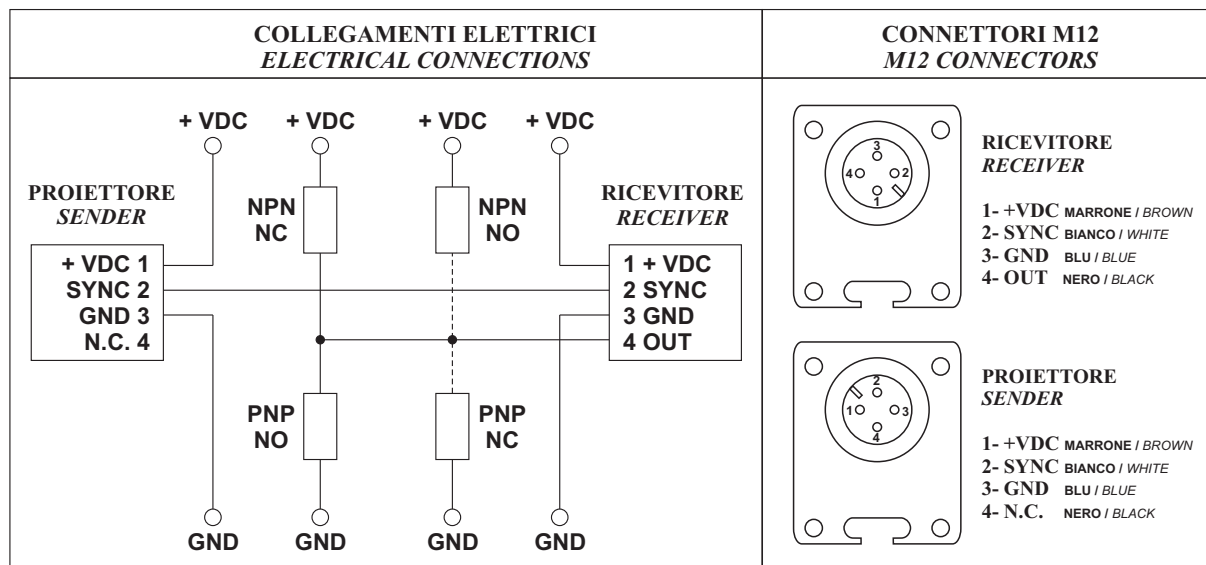 COLLEGAMENTI ELETTRICI
ELECTRICAL CONNECTIONS
+ VDC + VDC + VDC + VDC
PROIETTORE
SENDER
NPN
NC
NPN
NO
RICEVITORE
RECEIVER
+ VDC 1
SYNC 2
GND 3
N.C. 4
1 + VDC
2 SYNC
3 GND
4 OUT
PNP
NO
PNP
NC
GND GND GND GND
CONNETTORI M12
M12 CONNECTORS
3
4 2
1
RICEVITORE
RECEIVER
1- +VDC MARRONE / BROWN
2- SYNC BIANCO / WHITE
3- GND BLU / BLUE
4- OUT NERO / BLACK
2
1 3
4
PROIETTORE
SENDER
1- +VDC MARRONE / BROWN
2- SYNC BIANCO / WHITE
3- GND BLU / BLUE
4- N.C. NERO / BLACK